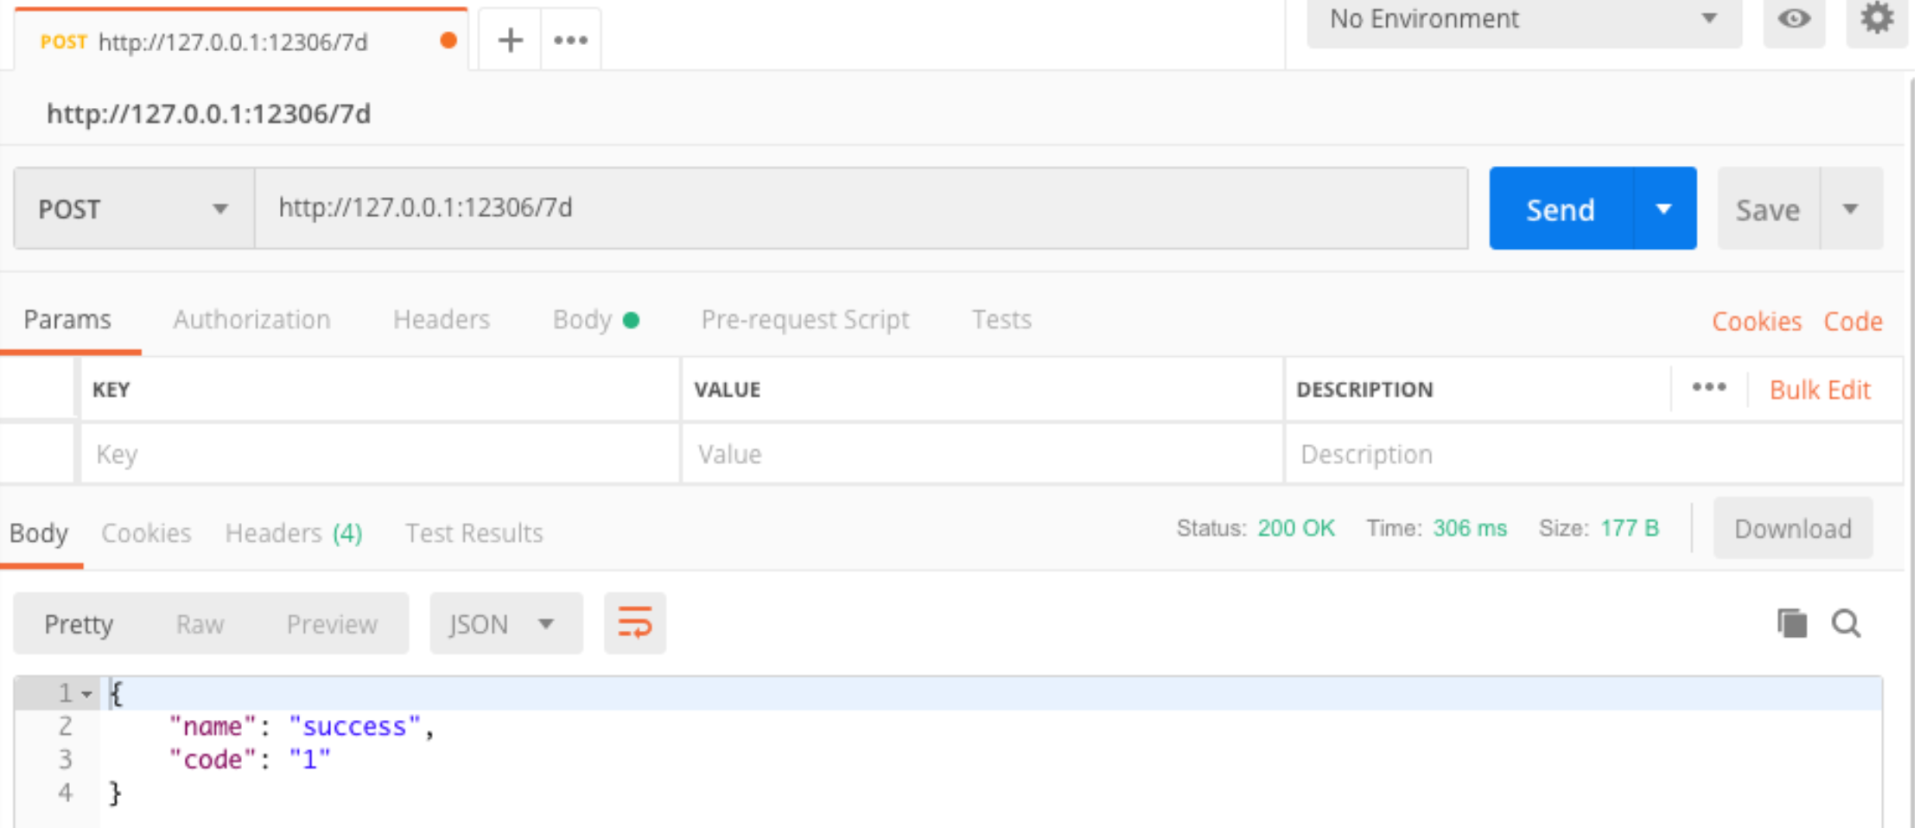 POST http://127.0.0.1:12306/7d + ••• No Environment
http://127.0.0.1:12306/7d
POST http://127.0.0.1:12306/7d Send Save
Params Authorization Headers Body Pre-request Script Tests Cookies Code
KEY VALUE DESCRIPTION ••• Bulk Edit
Key Value Description
Body Cookies Headers (4) Test Results Status: 200 OK Time: 306 ms Size: 177 B Download
Pretty Raw Preview JSON
1 {
2 "name": "success",
3 "code": "1"
4 }